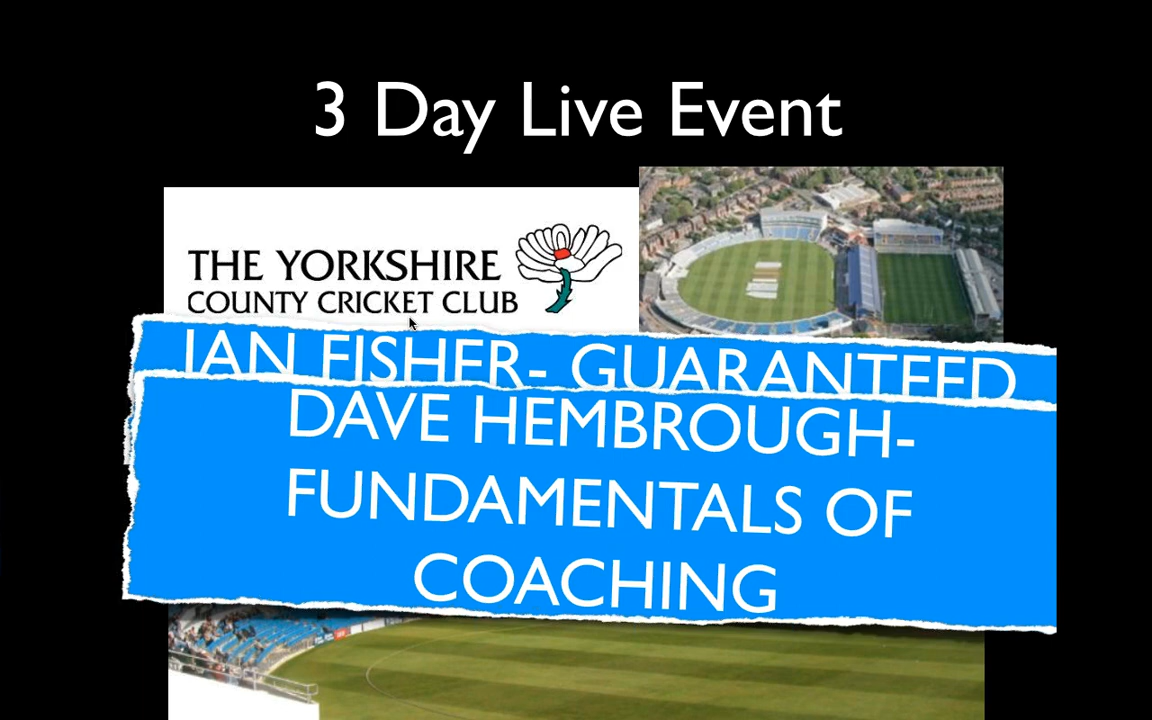 3 Day Live Event
THE YORKSHIRE
COUNTY CRICKET CLUB
IAN FISHER- GUARANTEED
DAVE HEMBROUGH-
FUNDAMENTALS OF
COACHING